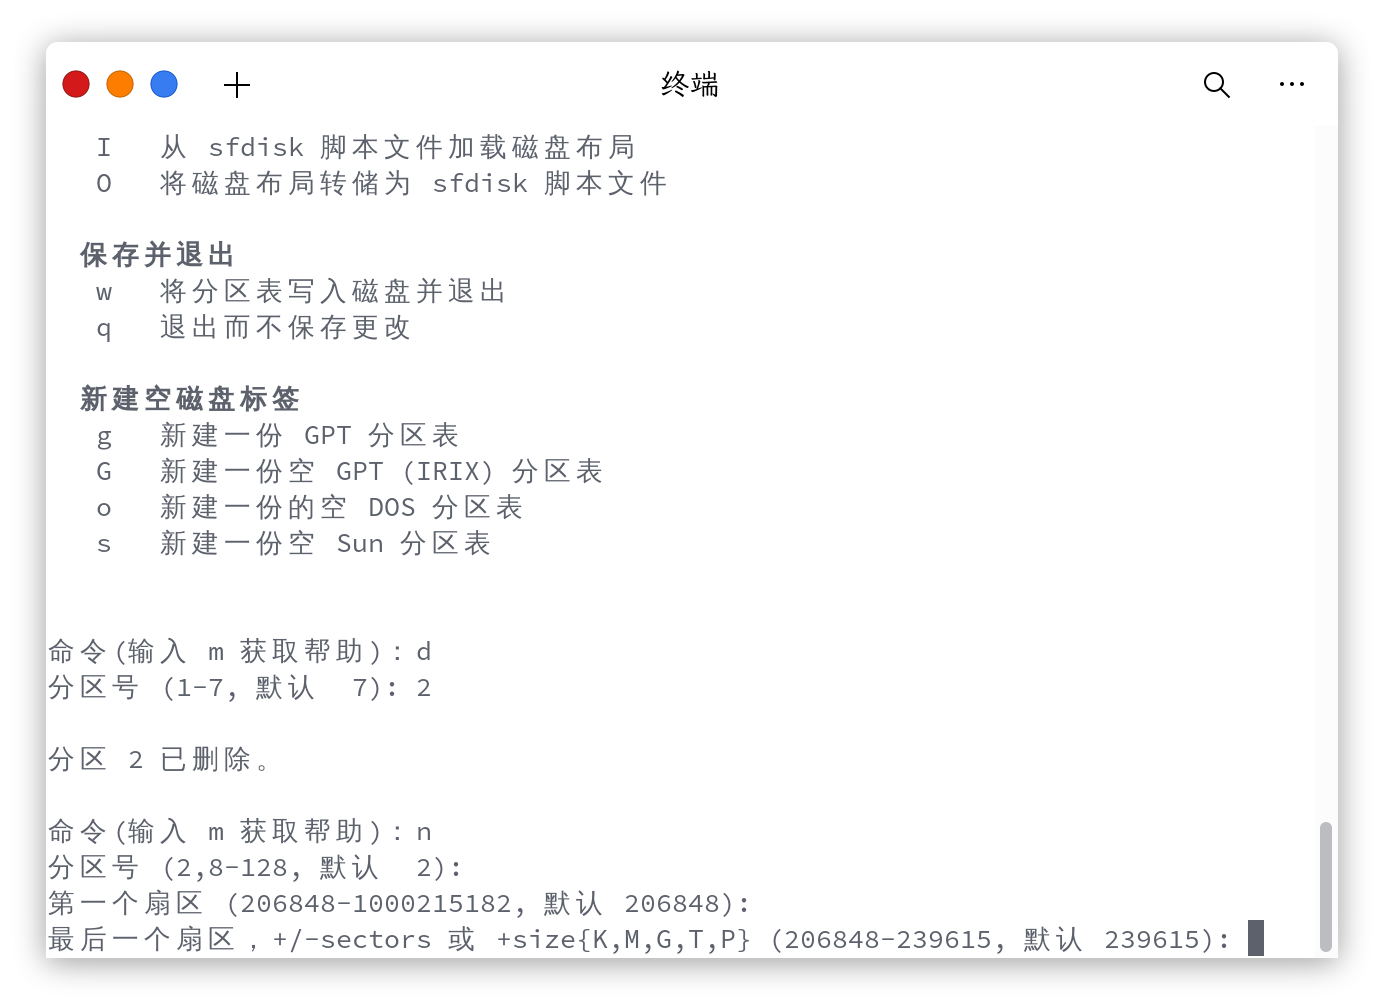 终端
I 从 sfdisk 脚本文件加载磁盘布局
O 将磁盘布局转储为 sfdisk 脚本文件
保存并退出
w 将分区表写入磁盘并退出
q 退出而不保存更改
新建空磁盘标签
g 新建一份 GPT 分区表
G 新建一份空 GPT (IRIX) 分区表
o 新建一份的空 DOS 分区表
s 新建一份空 Sun 分区表
命令(输入 m 获取帮助)：d
分区号 (1-7, 默认  7): 2
分区 2 已删除。
命令(输入 m 获取帮助)：n
分区号 (2,8-128, 默认  2):
第一个扇区 (206848-1000215182, 默认 206848):
最后一个扇区，+/-sectors 或 +size{K,M,G,T,P} (206848-239615, 默认 239615):